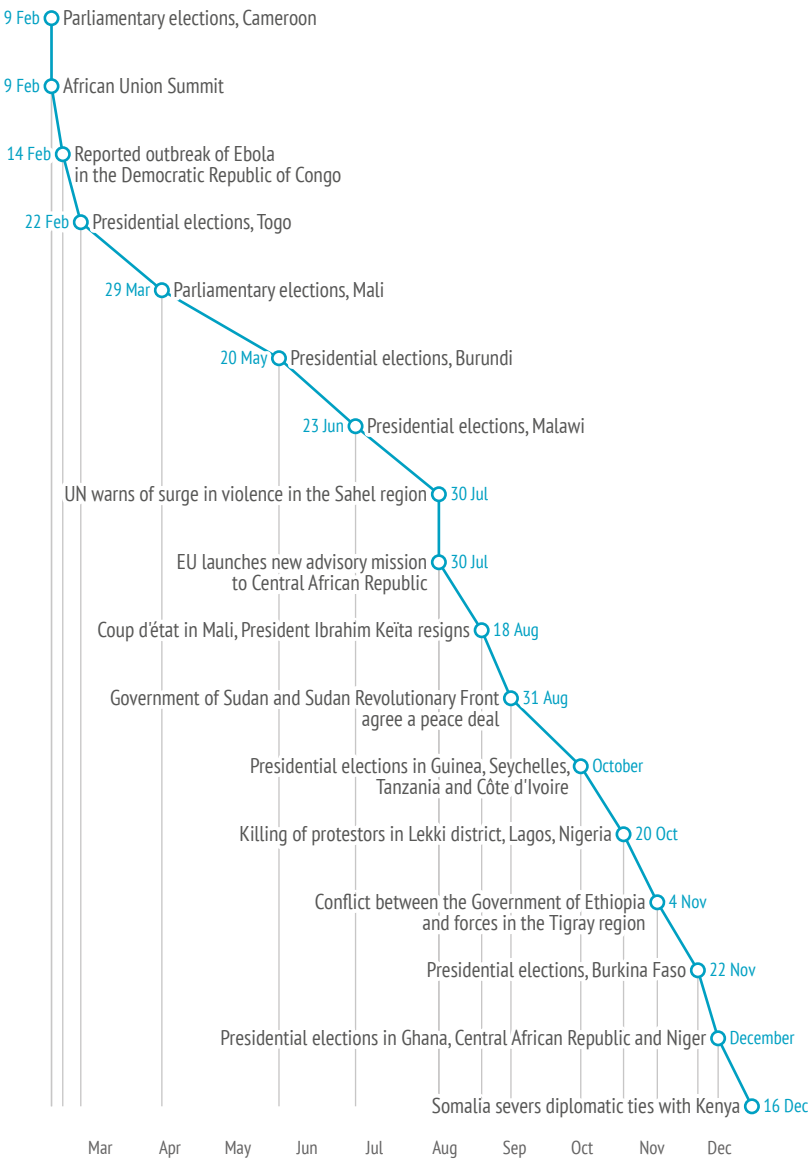 9 Feb Parliamentary elections, Cameroon
9 Feb African Union Summit
14 Feb Reported outbreak of Ebola
in the Democratic Republic of Congo
22 Feb Presidential elections, Togo
29 Mar Parliamentary elections, Mali
20 May Presidential elections, Burundi
23 Jun Presidential elections, Malawi
UN warns of surge in violence in the Sahel region 30 Jul
EU launches new advisory mission 30 Jul
to Central African Republic
Coup d'état in Mali, President Ibrahim Keïta resigns 18 Aug
Government of Sudan and Sudan Revolutionary Front 31 Aug
agree a peace deal
Presidential elections in Guinea, Seychelles, October
Tanzania and Côte d'Ivoire
Killing of protestors in Lekki district, Lagos, Nigeria 20 Oct
Conflict between the Government of Ethiopia 4 Nov
and forces in the Tigray region
Presidential elections, Burkina Faso 22 Nov
Presidential elections in Ghana, Central African Republic and Niger December
Somalia severs diplomatic ties with Kenya 16 Dec
Mar Apr May Jun Jul Aug Sep Oct Nov Dec